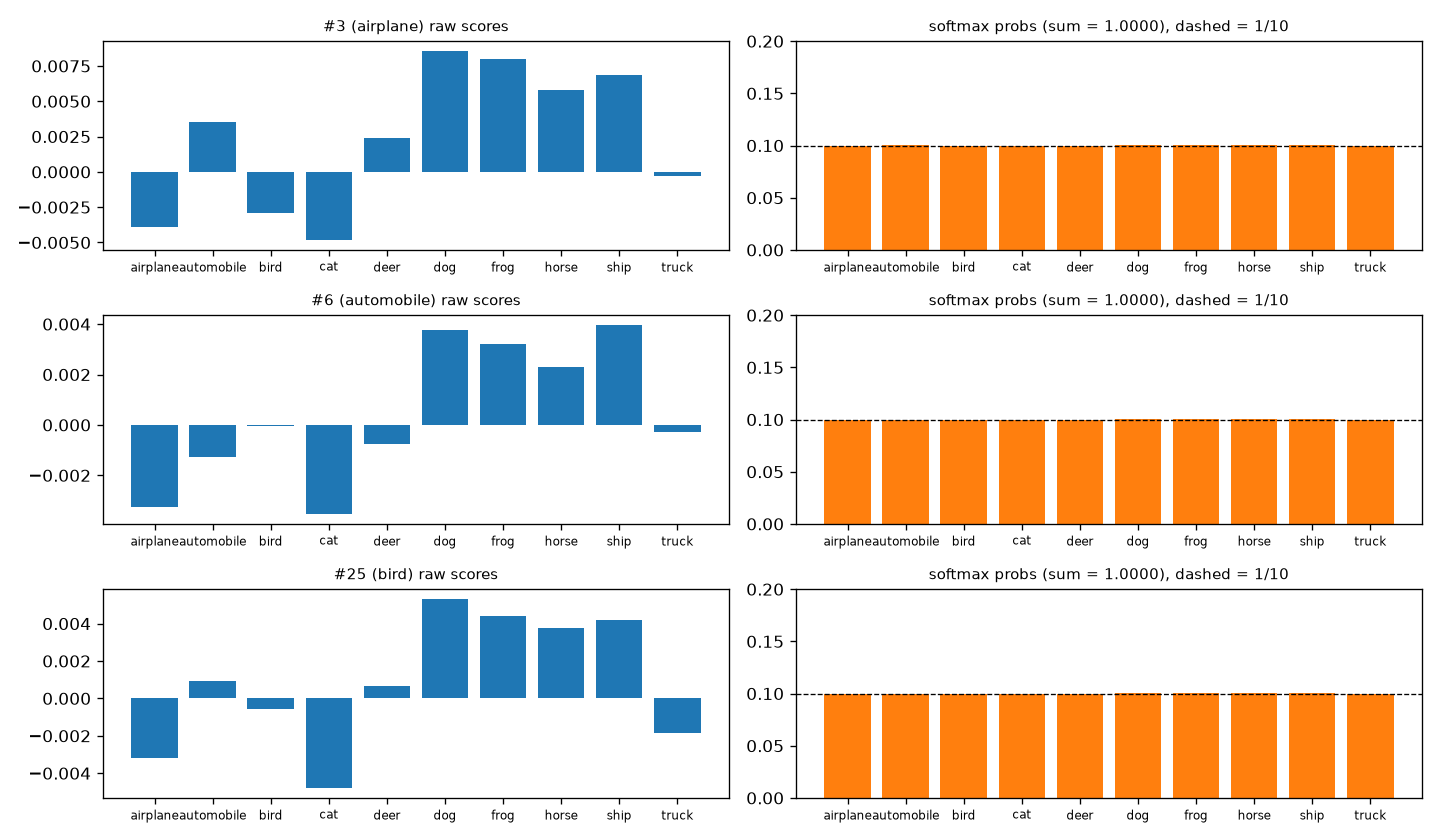 #3 (airplane) raw scores
0.0075
0.0050
0.0025
0.0000
−0.0025
−0.0050
airplane automobile bird cat deer dog frog horse ship truck
softmax probs (sum = 1.0000), dashed = 1/10
0.20
0.15
0.10
0.05
0.00
airplane automobile bird cat deer dog frog horse ship truck
#6 (automobile) raw scores
0.004
0.002
0.000
−0.002
airplane automobile bird cat deer dog frog horse ship truck
softmax probs (sum = 1.0000), dashed = 1/10
0.20
0.15
0.10
0.05
0.00
airplane automobile bird cat deer dog frog horse ship truck
#25 (bird) raw scores
0.004
0.002
0.000
−0.002
−0.004
airplane automobile bird cat deer dog frog horse ship truck
softmax probs (sum = 1.0000), dashed = 1/10
0.20
0.15
0.10
0.05
0.00
airplane automobile bird cat deer dog frog horse ship truck